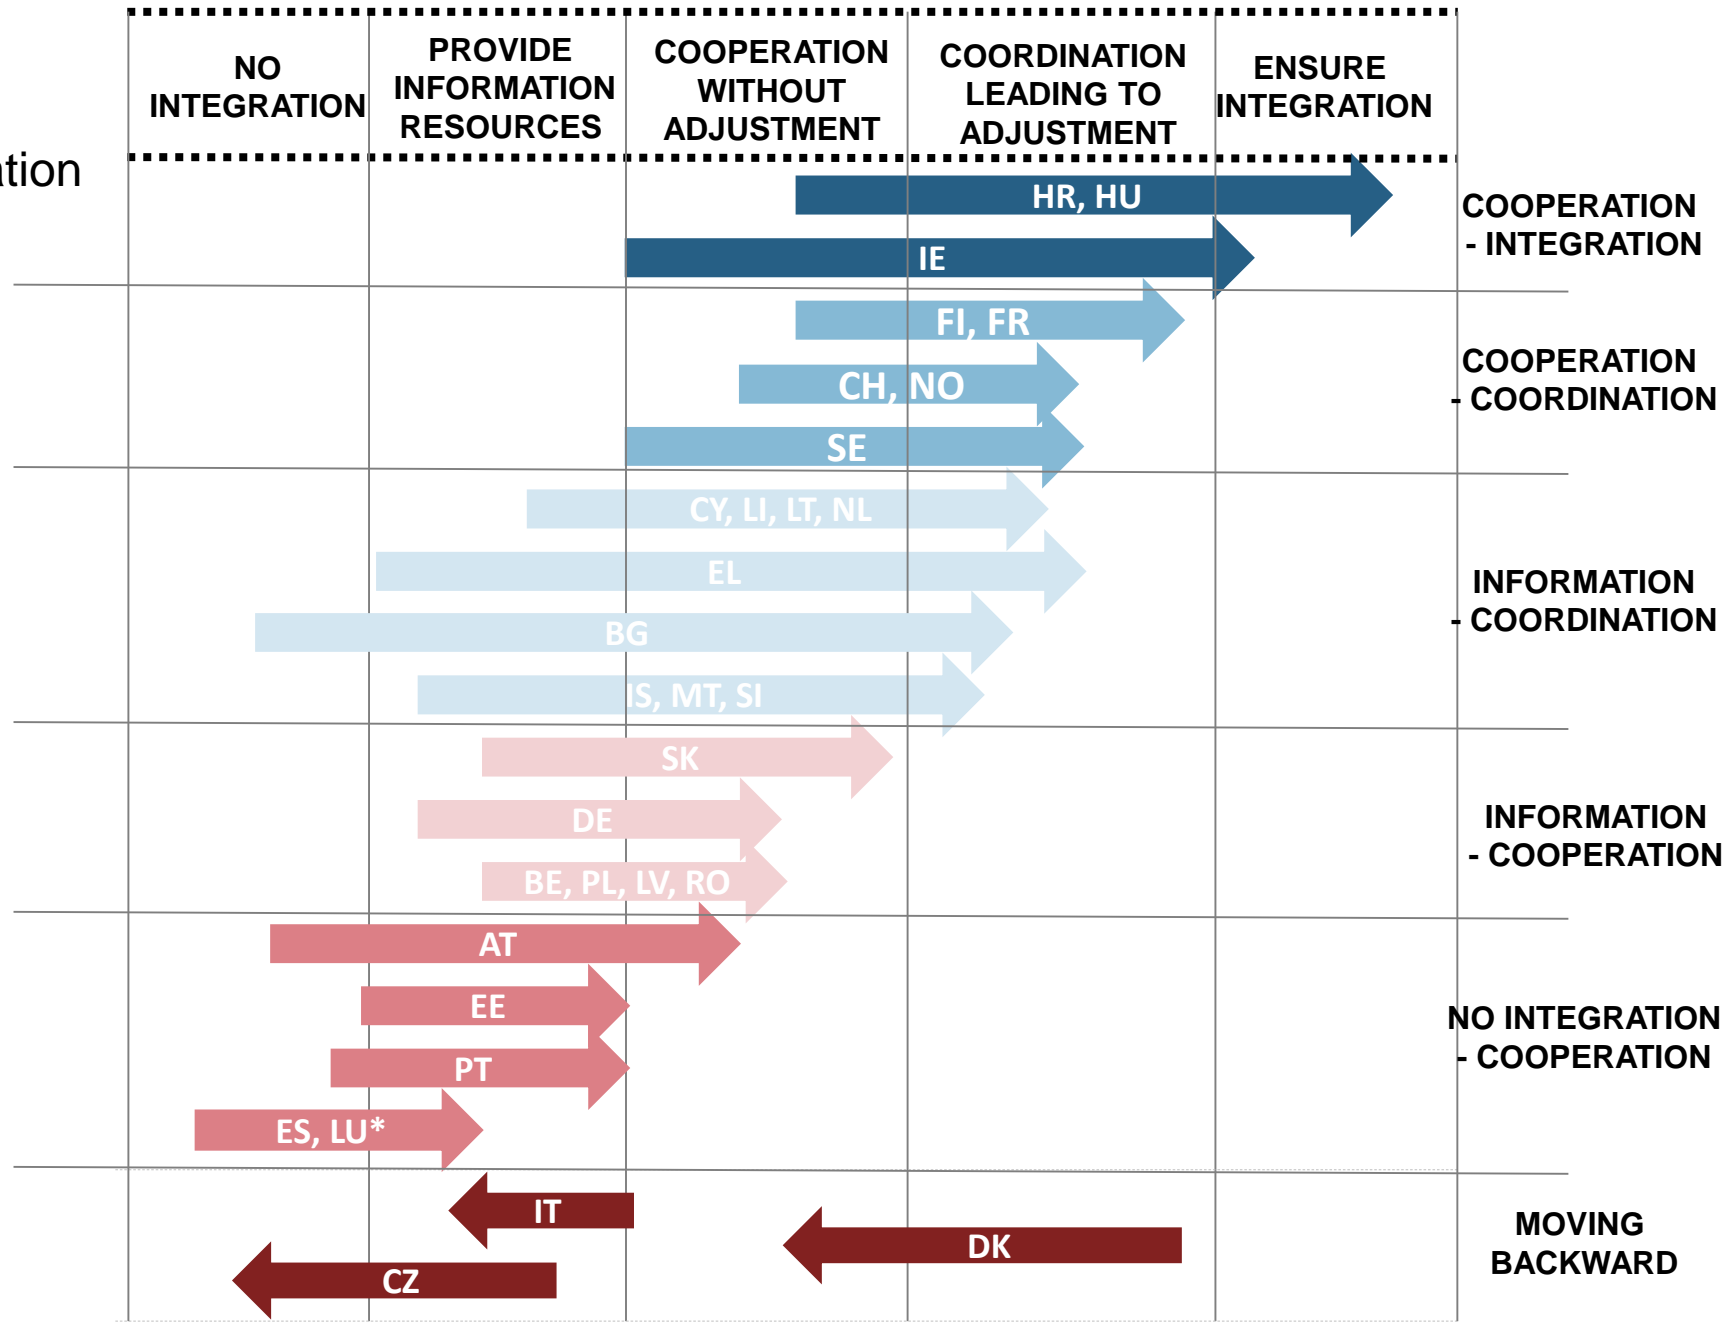 NO
INTEGRATION
PROVIDE
INFORMATION
RESOURCES
COOPERATION
WITHOUT
ADJUSTMENT
COORDINATION
LEADING TO
ADJUSTMENT
ENSURE
INTEGRATION
ation
HR, HU
IE
COOPERATION
- INTEGRATION
FI, FR
CH, NO
SE
COOPERATION
- COORDINATION
CY, LI, LT, NL
EL
BG
IS, MT, SI
INFORMATION
- COORDINATION
SK
DE
BE, PL, LV, RO
INFORMATION
- COOPERATION
AT
EE
PT
ES, LU*
NO INTEGRATION
- COOPERATION
IT
DK
CZ
MOVING
BACKWARD